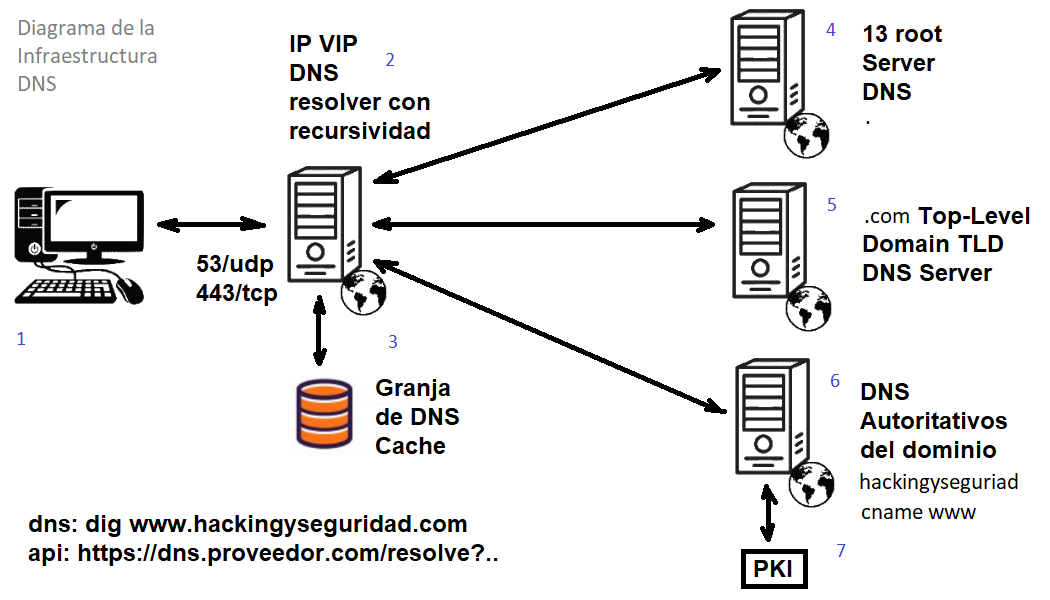 Diagrama de la
Infraestructura
DNS
IP VIP
DNS
resolver con
recursividad
2
4
13 root
Server
DNS
.
53/udp
443/tcp
1
3
Granja
de DNS
Cache
5
.com Top-Level
Domain TLD
DNS Server
6
DNS
Autoritativos
del dominio
hackingyseguriad
cname www
7
PKI
dns: dig www.hackingyseguridad.com
api: https://dns.proveedor.com/resolve?..